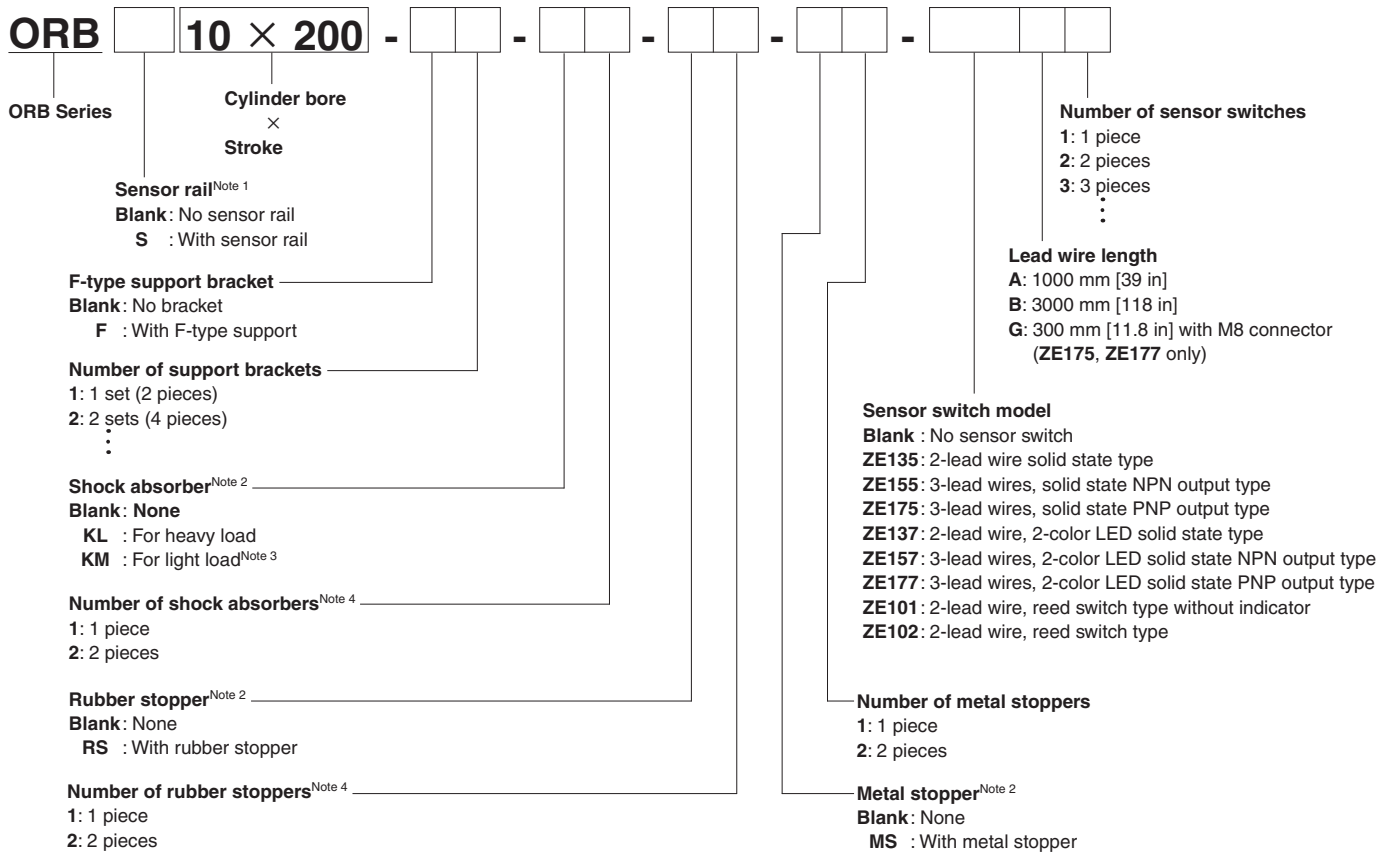 ORB 10 × 200 - - - - -
ORB Series
Cylinder bore
×
Stroke
Sensor rail Note 1
Blank : No sensor rail
S : With sensor rail
F-type support bracket
Blank : No bracket
F : With F-type support
Number of support brackets
1: 1 set (2 pieces)
2: 2 sets (4 pieces)
⋮
Shock absorber Note 2
Blank : None
KL : For heavy load
KM : For light load Note 3
Number of shock absorbers Note 4
1: 1 piece
2: 2 pieces
Rubber stopper Note 2
Blank : None
RS : With rubber stopper
Number of rubber stoppers Note 4
1: 1 piece
2: 2 pieces
Number of sensor switches
1: 1 piece
2: 2 pieces
3: 3 pieces
⋮
Lead wire length
A: 1000 mm [39 in]
B: 3000 mm [118 in]
G: 300 mm [11.8 in] with M8 connector
(ZE175, ZE177 only)
Sensor switch model
Blank : No sensor switch
ZE135 : 2-lead wire solid state type
ZE155 : 3-lead wires, solid state NPN output type
ZE175 : 3-lead wires, solid state PNP output type
ZE137 : 2-lead wire, 2-color LED solid state type
ZE157 : 3-lead wires, 2-color LED solid state NPN output type
ZE177 : 3-lead wires, 2-color LED solid state PNP output type
ZE101 : 2-lead wire, reed switch type without indicator
ZE102 : 2-lead wire, reed switch type
Number of metal stoppers
1: 1 piece
2: 2 pieces
Metal stopper Note 2
Blank : None
MS : With metal stopper